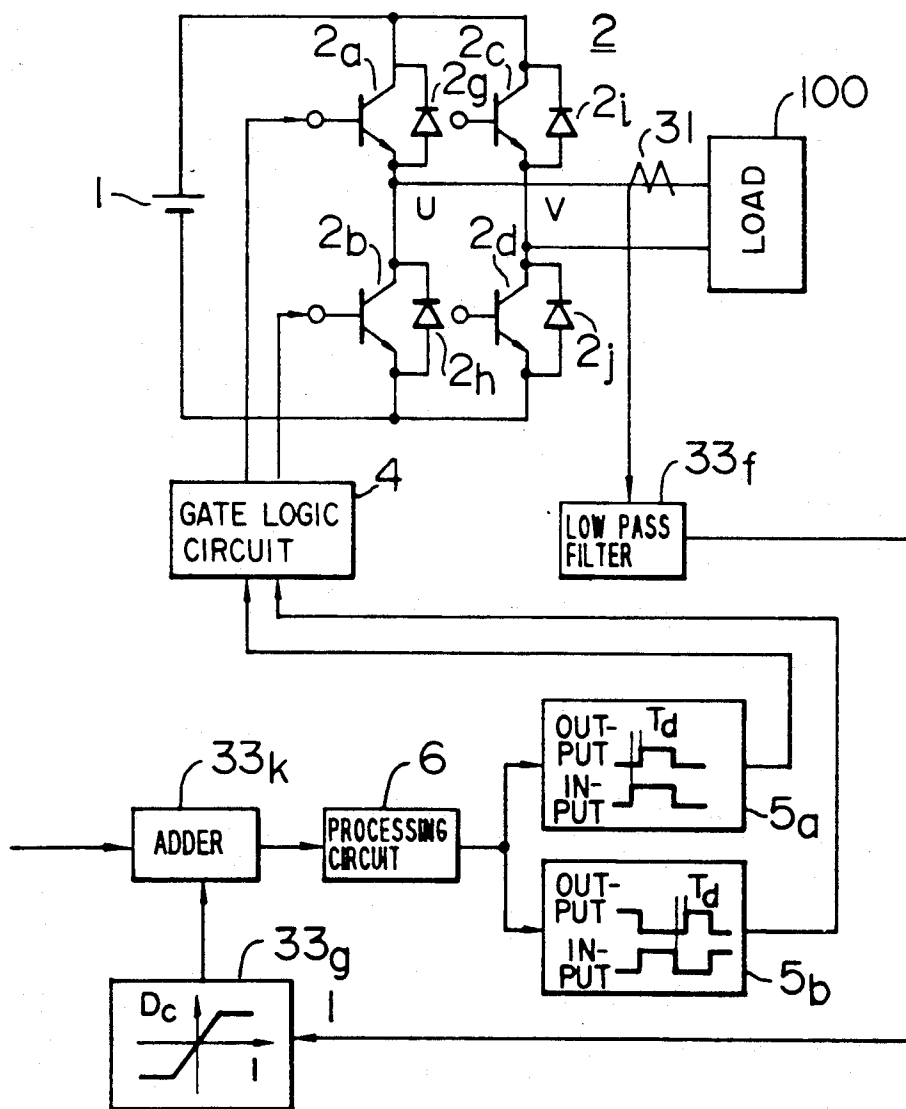 2
2a
2c
2g
2i
100
31
1
LOAD
U
V
2b
2d
2h
2j
4
33f
GATE LOGIC
CIRCUIT
LOW PASS
FILTER
Td
OUT-
PUT
IN-
PUT
5a
33k
6
ADDER
PROCESSING
CIRCUIT
Td
OUT-
PUT
IN-
PUT
5b
33g
I
Dc
I